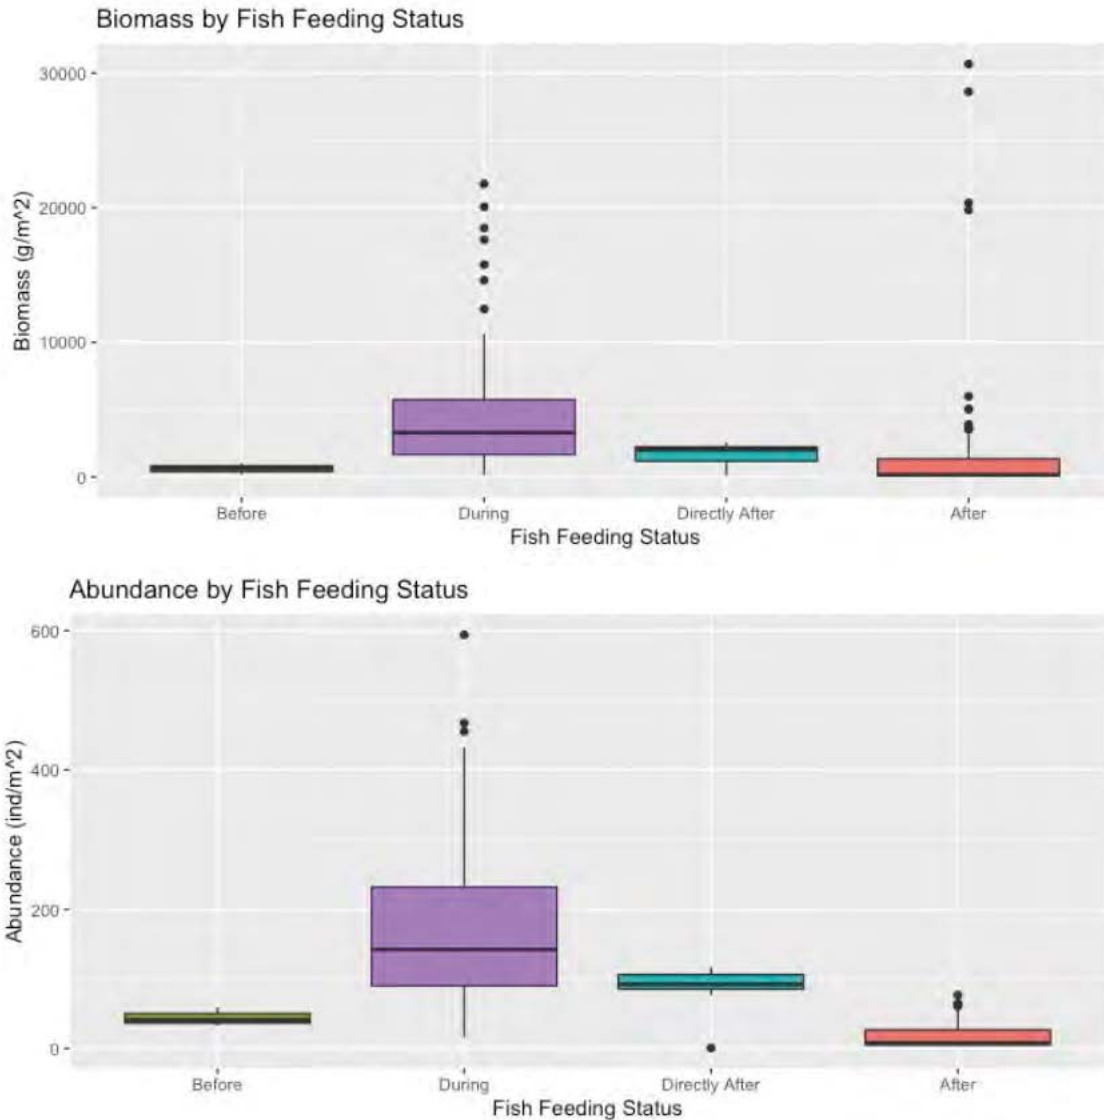 Biomass by Fish Feeding Status
30000
20000
10000
0
Biomass (g/m^2)
Before During Directly After After
Fish Feeding Status
Abundance by Fish Feeding Status
600
400
200
0
Abundance (ind/m^2)
Before During Directly After After
Fish Feeding Status